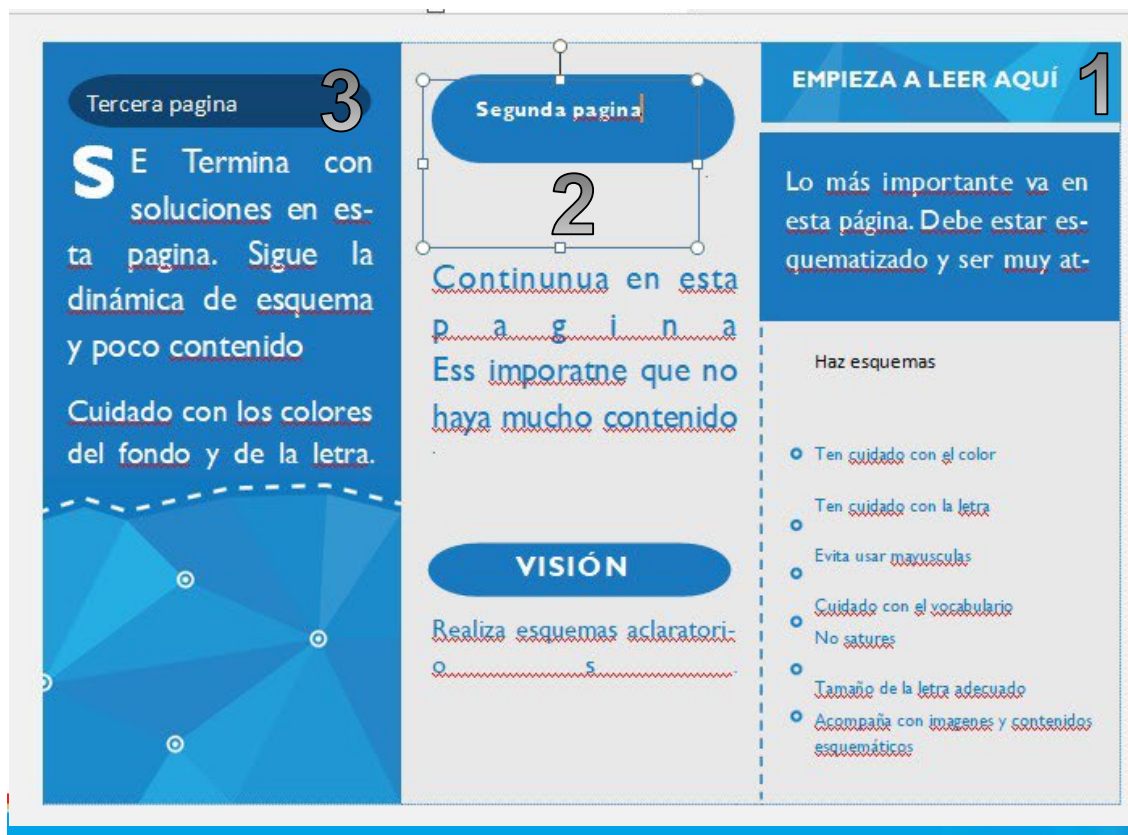 Tercera pagina
3
SE Termina con
soluciones en es-
ta pagina. Sigue la
dinámica de esquema
y poco contenido
Cuidado con los colores
del fondo y de la letra.
Segunda pagina
2
Continunua en esta
pagina
Ess imporatne que no
haya mucho contenido
.
VISIÓN
Realiza esquemas aclaratori-
os.
EMPIEZA A LEER AQUÍ
1
Lo más importante va en
esta página. Debe estar es-
quematizado y ser muy at-
Haz esquemas
Ten cuidado con el color
Ten cuidado con la letra
Evita usar mayusculas
Cuidado con el vocabulario
No satures
Tamaño de la letra adecuado
Acompaña con imagenes y contenidos
esquemáticos